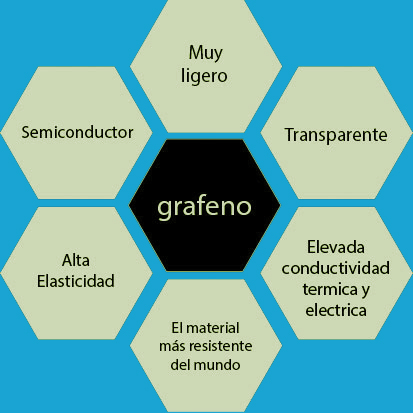 Muy
ligero
Semiconductor
Transparente
grafeno
Alta
Elasticidad
Elevada
conductividad
termica y
electrica
El material
más resistente
del mundo